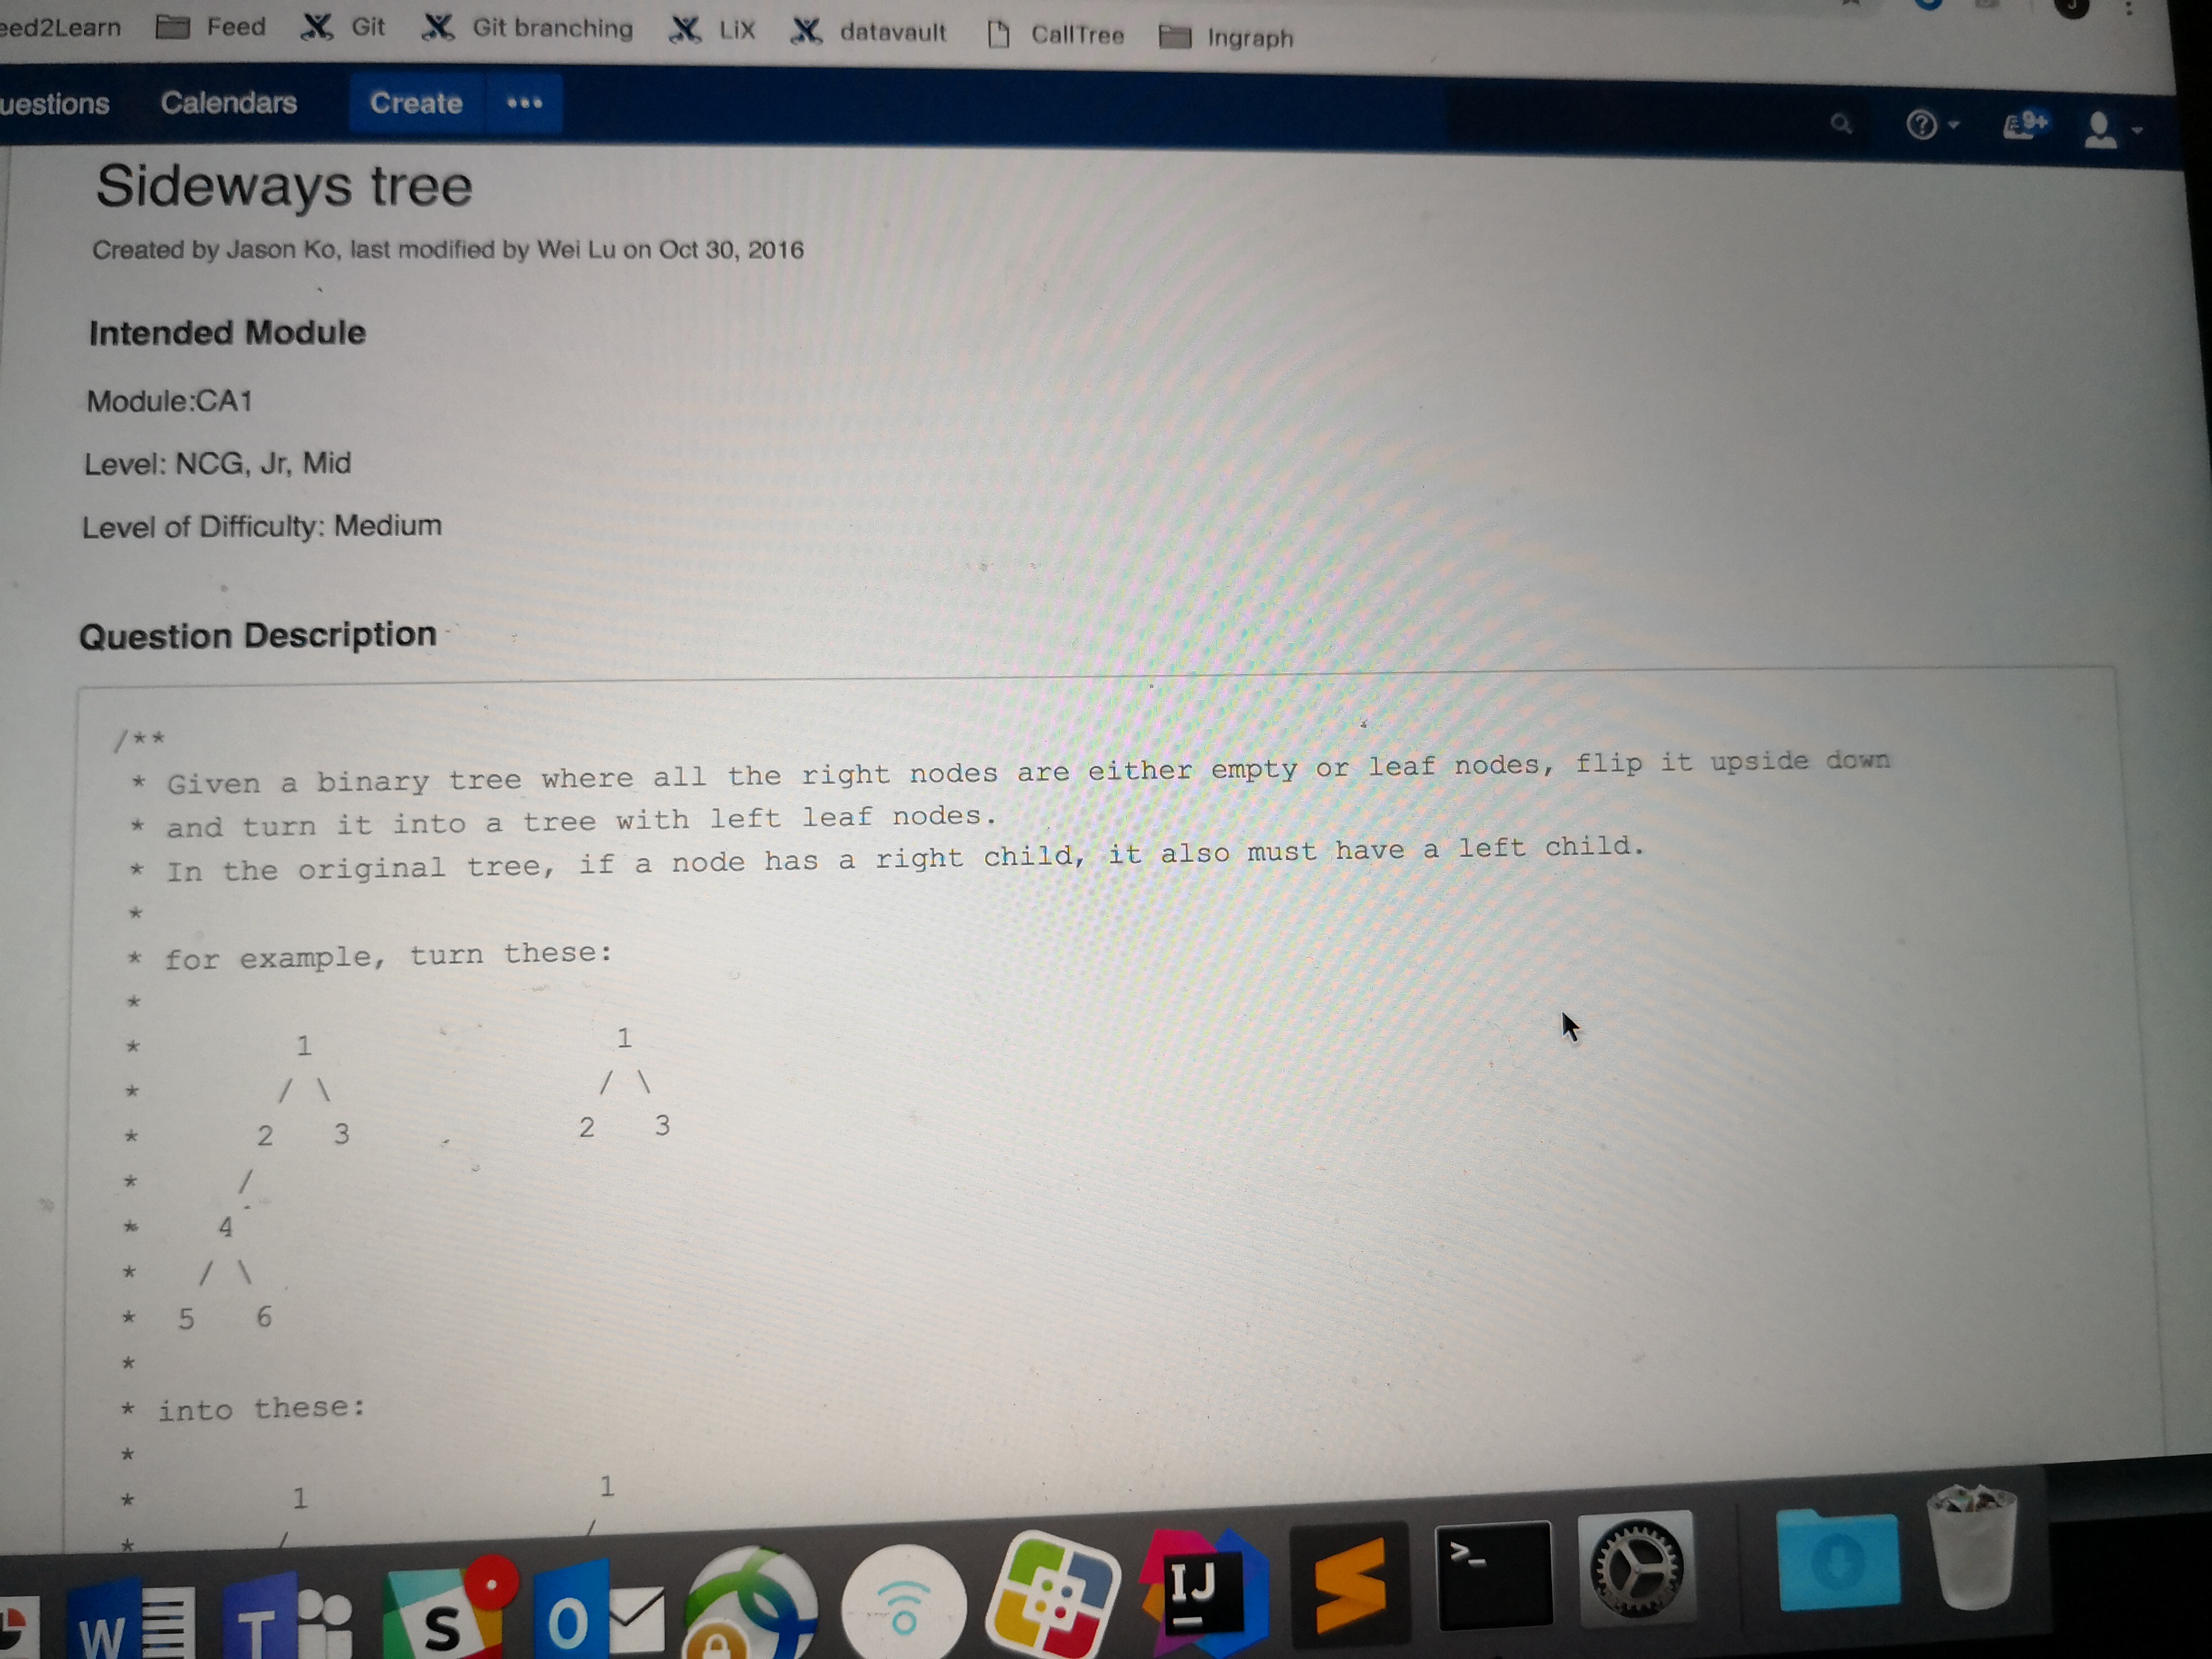 eed2Learn Feed Git Git branching LiX datavault CallTree Ingraph
uestions Calendars Create ••• 9+
Sideways tree
Created by Jason Ko, last modified by Wei Lu on Oct 30, 2016
Intended Module
Module:CA1
Level: NCG, Jr, Mid
Level of Difficulty: Medium
Question Description
/**
* Given a binary tree where all the right nodes are either empty or leaf nodes, flip it upside down
* and turn it into a tree with left leaf nodes.
* In the original tree, if a node has a right child, it also must have a left child.
*
* for example, turn these:
*
* 1 1
* / \ / \
* 2 3 2 3
* /
* 4
* / \
* 5 6
*
* into these:
*
* 1 1
* / /
W T S O IJ >_